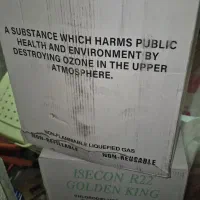 A SUBSTANCE WHICH HARMS PUBLIC
HEALTH AND ENVIRONMENT BY
DESTROYING OZONE IN THE UPPER
ATMOSPHERE.
NON-FLAMMABLE LIQUEFIED GAS
NON-REFILLABLE NON-REUSABLE
ISECON R22
GOLDEN KING